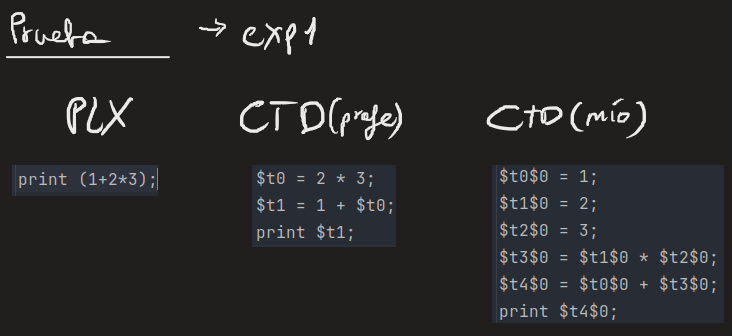 Prueba → exp1
PLX
print (1+2*3);
CTD(profe)
$t0 = 2 * 3;
$t1 = 1 + $t0;
print $t1;
CTD(mío)
$t0$0 = 1;
$t1$0 = 2;
$t2$0 = 3;
$t3$0 = $t1$0 * $t2$0;
$t4$0 = $t0$0 + $t3$0;
print $t4$0;